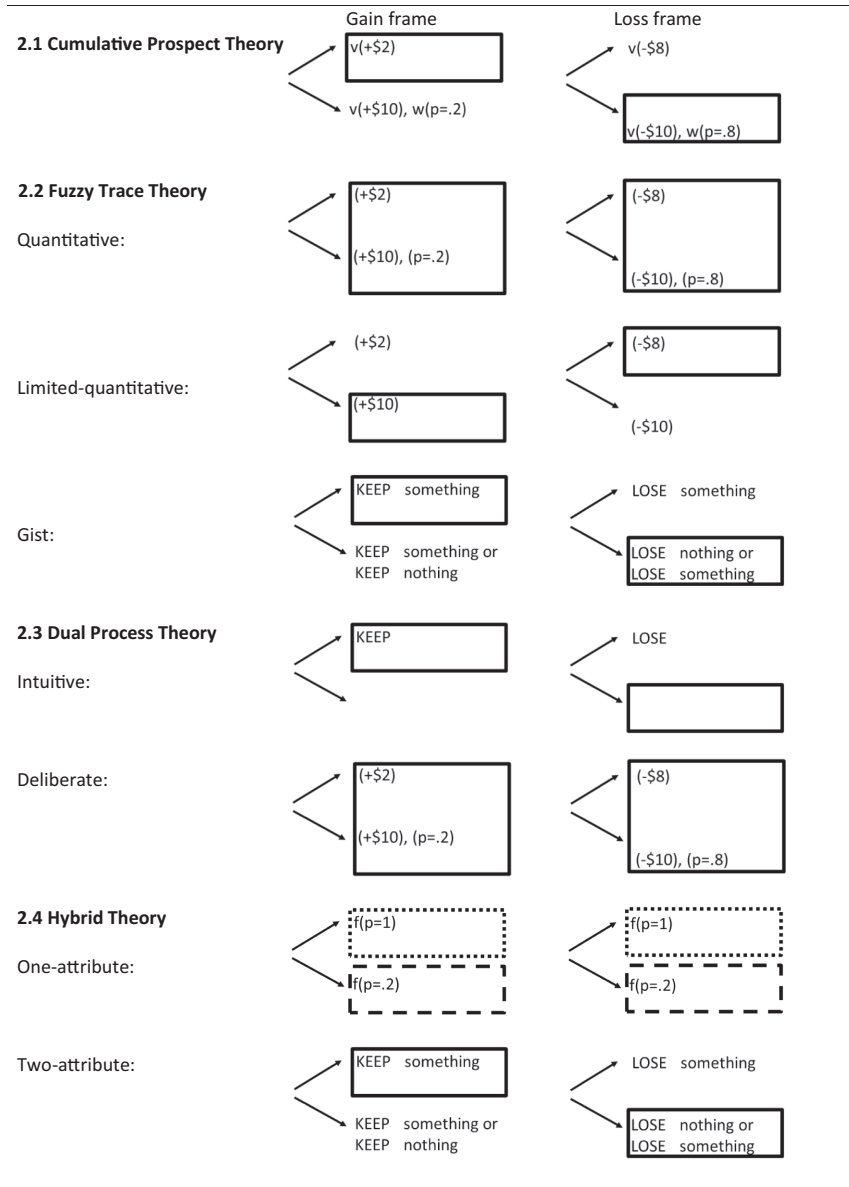 Gain frame Loss frame
2.1 Cumulative Prospect Theory
v(+$2) v(-$8)
v(+$10), w(p=.2)
v(-$10), w(p=.8)
2.2 Fuzzy Trace Theory
(+$2) (-$8)
Quantitative:
(+$10), (p=.2)
(-$10), (p=.8)
(+$2) (-$8)
Limited-quantitative:
(+$10)
(-$10)
KEEP something LOSE something
Gist:
KEEP something or LOSE nothing or
KEEP nothing LOSE something
2.3 Dual Process Theory
KEEP LOSE
Intuitive:
Deliberate:
(+$2) (-$8)
(+$10), (p=.2)
(-$10), (p=.8)
2.4 Hybrid Theory
f(p=1) f(p=1)
One-attribute:
f(p=.2) f(p=.2)
Two-attribute:
KEEP something LOSE something
KEEP something or LOSE nothing or
KEEP nothing LOSE something